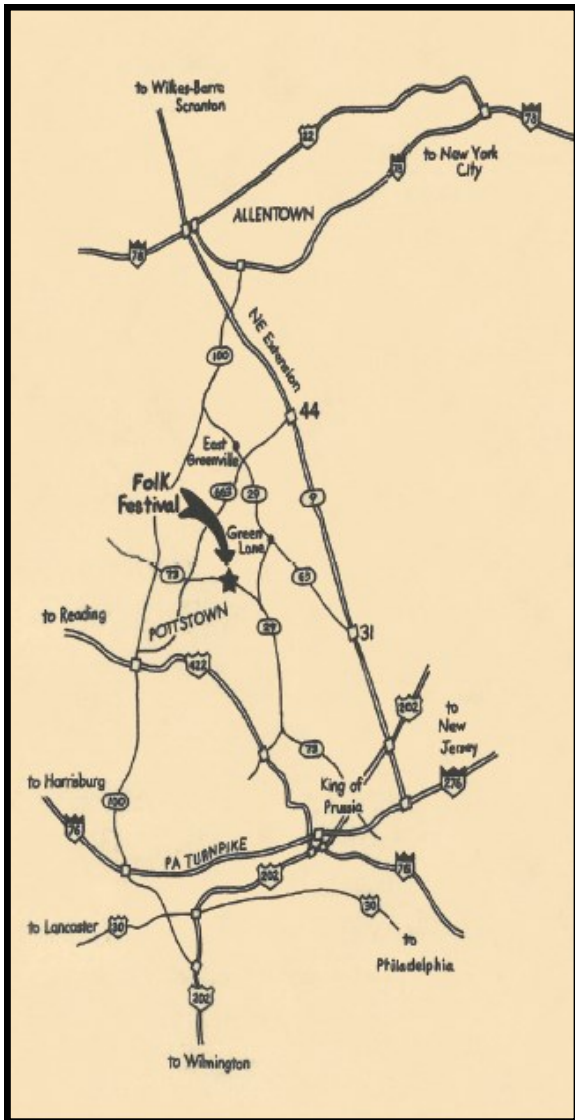 to Wilkes-Barre
Scranton
22
78
78
to New York
City
ALLENTOWN
78
NE Extension
100
44
East
Greenville
Folk
Festival
663
29
9
Green
Lane
73
63
to Reading
POTTSTOWN
29
31
422
202
to
New
Jersey
73
to Harrisburg
100
King of
Prussia
276
76
PA TURNPIKE
202
76
to Lancaster
30
30
to
Philadelphia
202
to Wilmington